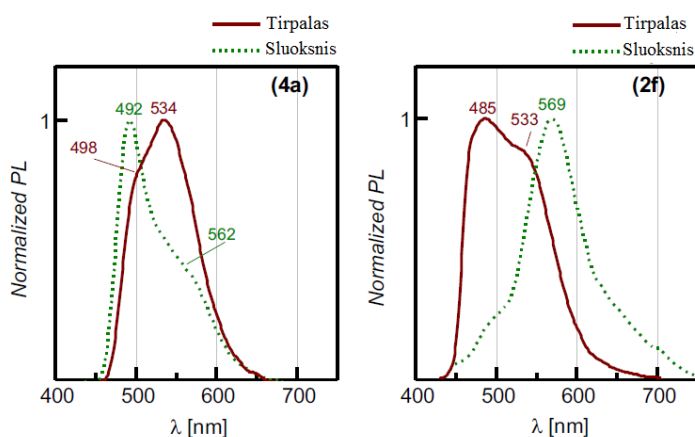 Tirpalas
Sluoksnis
(4a)
492
534
498
562
1
Normalized PL
400
500
600
700
λ [nm]
Tirpalas
Sluoksnis
(2f)
485
533
569
1
Normalized PL
400
500
600
700
λ [nm]